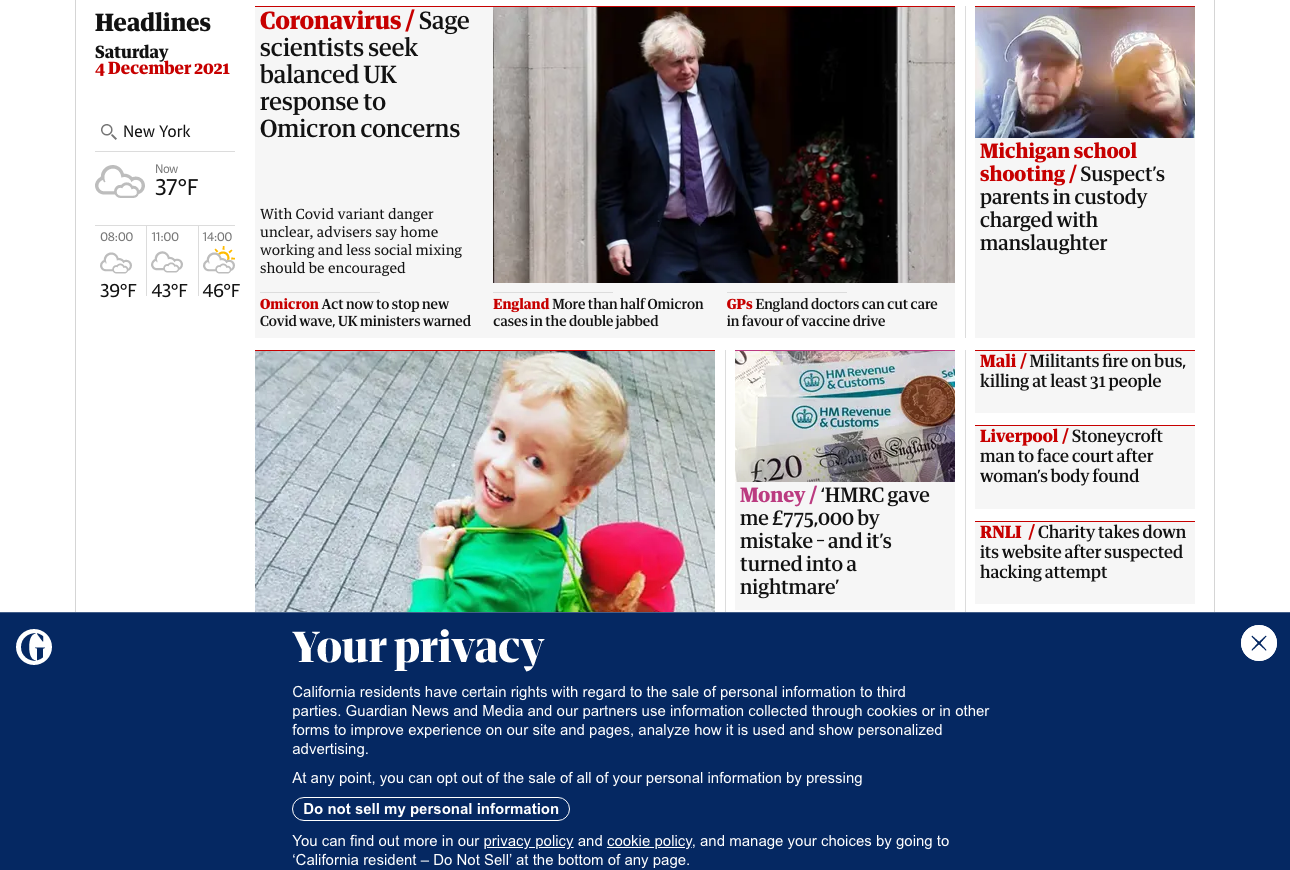 Headlines
Saturday
4 December 2021
New York
Now
37°F
08:00
11:00
14:00
39°F
43°F
46°F
Coronavirus / Sage
scientists seek
balanced UK
response to
Omicron concerns
With Covid variant danger
unclear, advisers say home
working and less social mixing
should be encouraged
Omicron Act now to stop new
Covid wave, UK ministers warned
England More than half Omicron
cases in the double jabbed
GPs England doctors can cut care
in favour of vaccine drive
Michigan school
shooting / Suspect’s
parents in custody
charged with
manslaughter
HM Revenue
& Customs
HM Revenue
& Customs
£20
Bank of England
Money / ‘HMRC gave
me £775,000 by
mistake – and it’s
turned into a
nightmare’
Mali / Militants fire on bus,
killing at least 31 people
Liverpool / Stoneycroft
man to face court after
woman’s body found
RNLI / Charity takes down
its website after suspected
hacking attempt
Your privacy
California residents have certain rights with regard to the sale of personal information to third
parties. Guardian News and Media and our partners use information collected through cookies or in other
forms to improve experience on our site and pages, analyze how it is used and show personalized
advertising.
At any point, you can opt out of the sale of all of your personal information by pressing
Do not sell my personal information
You can find out more in our privacy policy and cookie policy, and manage your choices by going to
‘California resident – Do Not Sell’ at the bottom of any page.